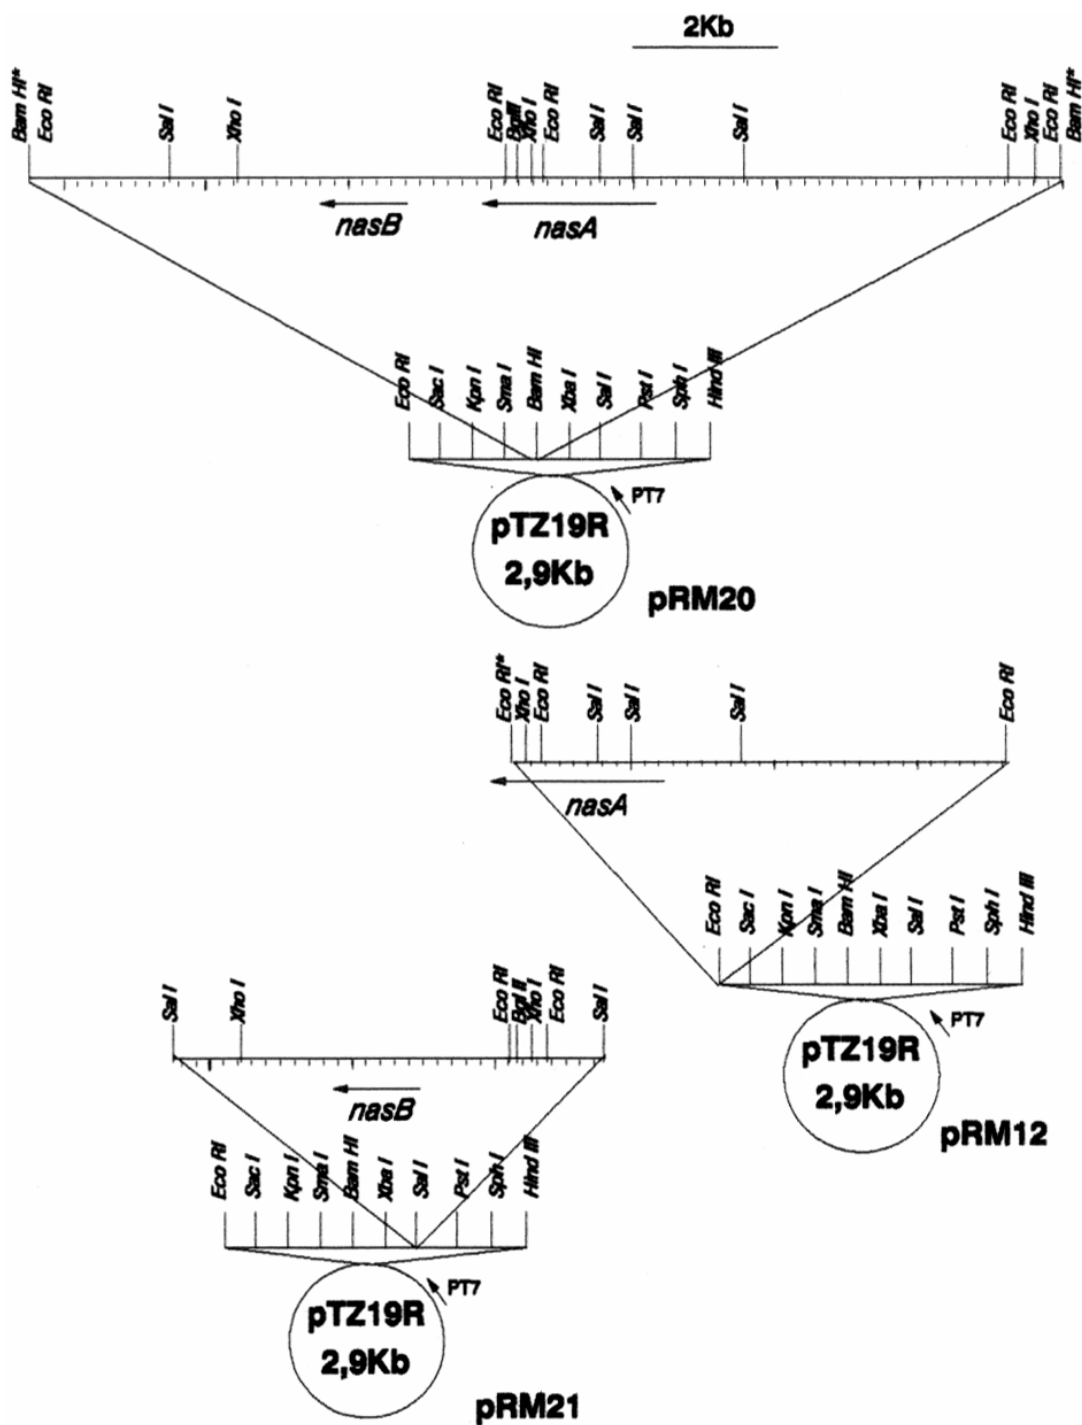 2Kb
Bam HI*
Eco RI
Sal I
Xho I
Eco RI
Bgl II
Xho I
Eco RI
Sal I
Sal I
Sal I
Eco RI
Xho I
Eco RI
Bam HI*
nasB
nasA
Eco RI
Sac I
Kpn I
Sma I
Bam HI
Xba I
Sal I
Pst I
Sph I
Hind III
PT7
pTZ19R
2,9Kb
pRM20
Eco RI*
Xho I
Eco RI
Sal I
Sal I
Sal I
Eco RI
nasA
Eco RI
Sac I
Kpn I
Sma I
Bam HI
Xba I
Sal I
Pst I
Sph I
Hind III
PT7
pTZ19R
2,9Kb
pRM12
Sal I
Xho I
Eco RI
Bgl II
Xho I
Eco RI
Sal I
nasB
Eco RI
Sac I
Kpn I
Sma I
Bam HI
Xba I
Sal I
Pst I
Sph I
Hind III
PT7
pTZ19R
2,9Kb
pRM21